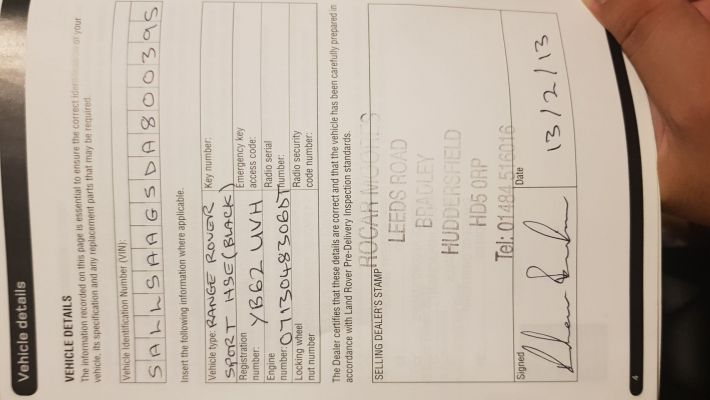 Vehicle details
VEHICLE DETAILS
The information recorded on this page is essential to ensure the correct identification of your
vehicle, its specification and any replacement parts that may be required.
Vehicle Identification Number (VIN):
SALLSAAG5DA800395
Insert the following information where applicable.
Vehicle type: RANGE ROVER
SPORT HSE (BLACK)
Key number:
Registration
number: YB62 UVH
Emergency key
access code:
Engine
number: 0713048306DT
Radio serial
number:
Locking wheel
nut number
Radio security
code number:
The Dealer certifies that these details are correct and that the vehicle has been carefully prepared in
accordance with Land Rover Pre-Delivery Inspection standards.
SELLING DEALER'S STAMP
LEEDS ROAD
BRADLEY
HUDDERSFIELD
HD5 0RP
Tel: 01484 516016
Signed
Date
13/2/13
4